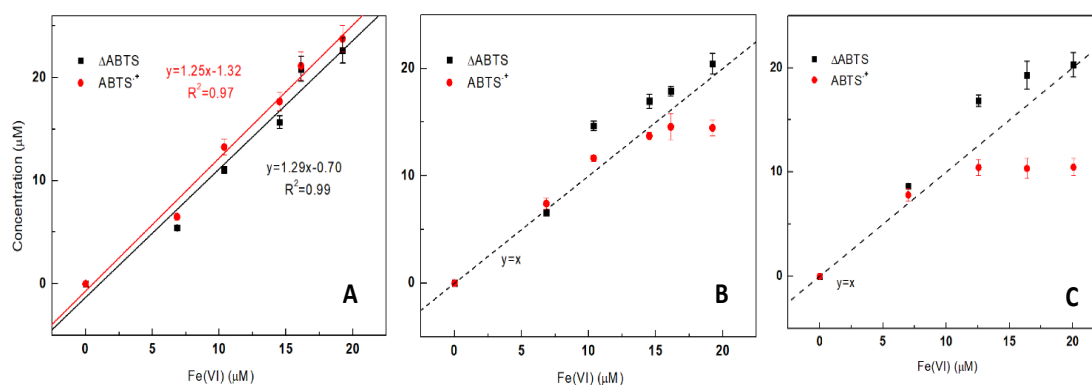 ΔABTS
ABTS·⁺
y=1.25x-1.32
R²=0.97
y=1.29x-0.70
R²=0.99
A
Concentration (μM)
20
10
0
0 5 10 15 20
Fe(VI) (μM)
ΔABTS
ABTS·⁺
y=x
B
20
10
0
0 5 10 15 20
Fe(VI) (μM)
ΔABTS
ABTS·⁺
y=x
C
20
10
0
0 5 10 15 20
Fe(VI) (μM)